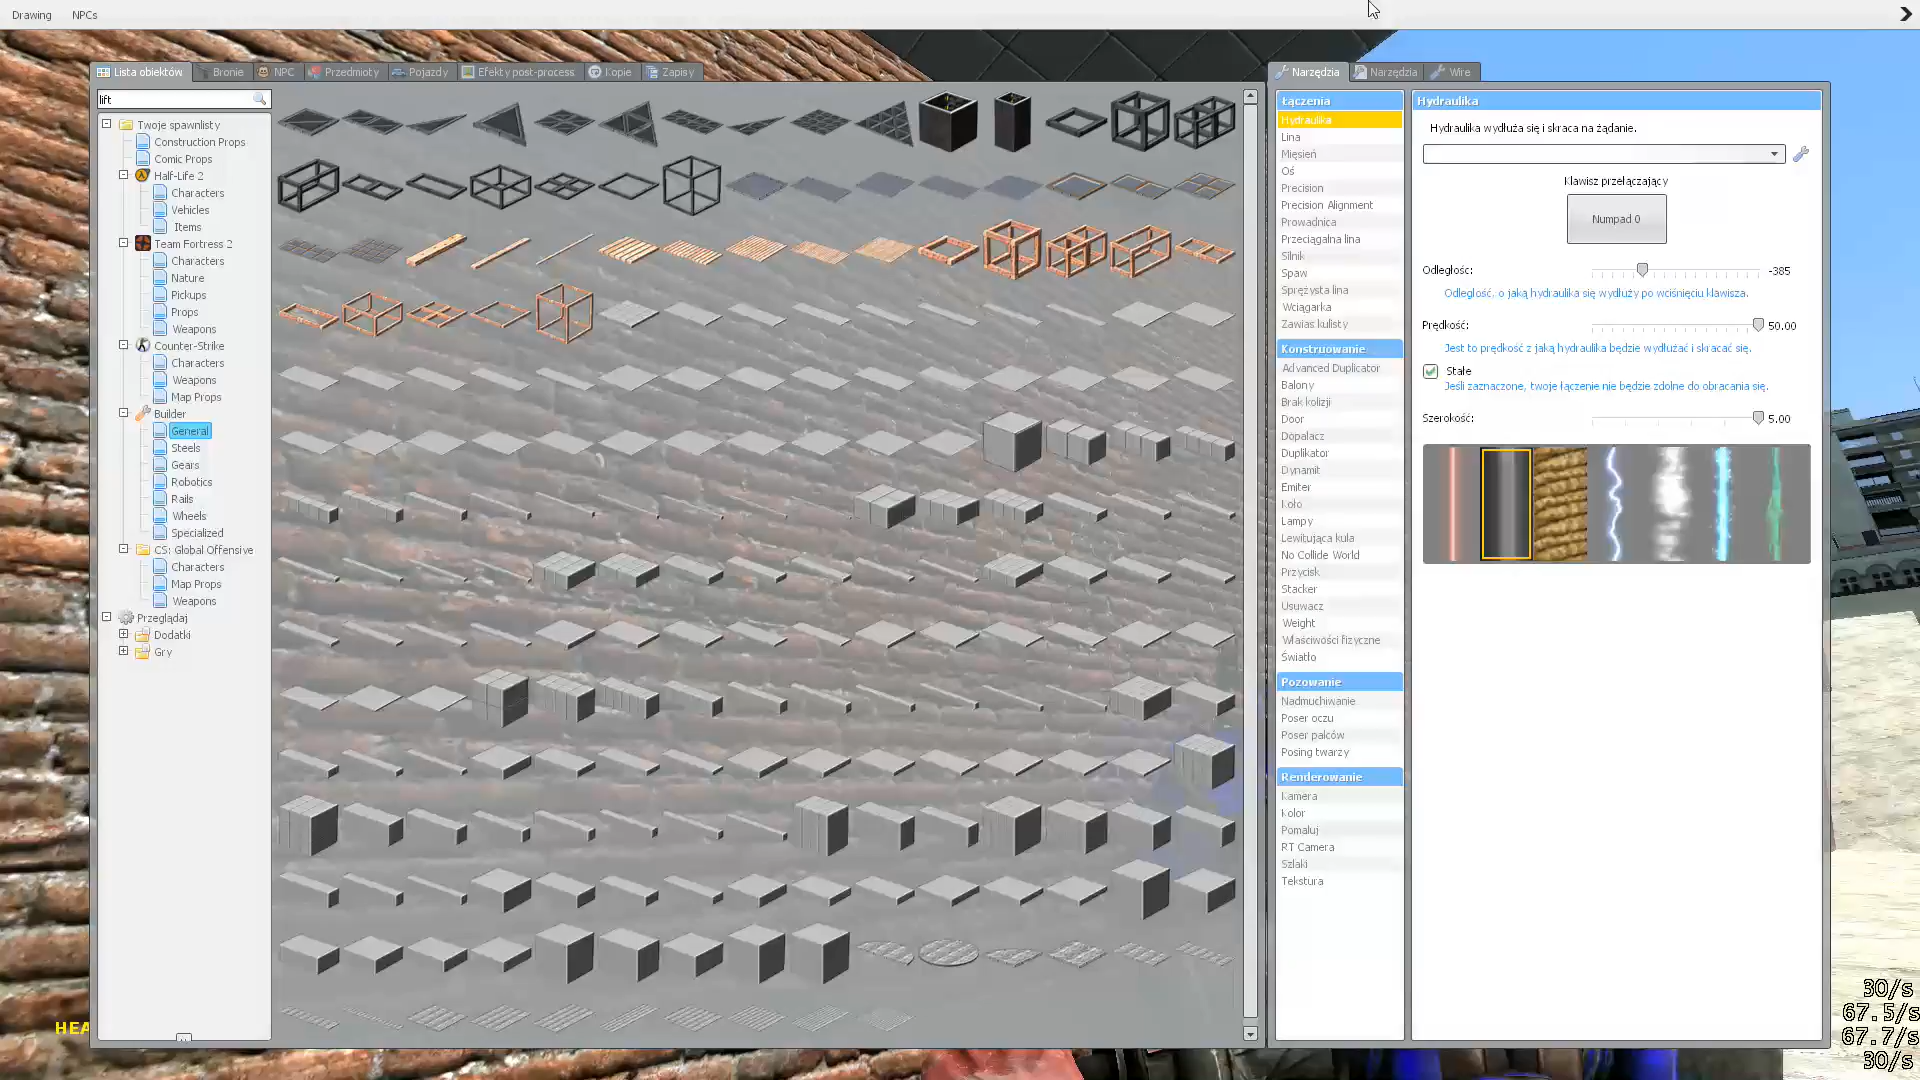 Drawing NPCs
Lista obiektów Bronie NPC Przedmioty Pojazdy Efekty post-process Kopie Zapisy
lift
Twoje spawnlisty
Construction Props
Comic Props
Half-Life 2
Characters
Vehicles
Items
Team Fortress 2
Characters
Nature
Pickups
Props
Weapons
Counter-Strike
Characters
Weapons
Map Props
Builder
General
Steels
Gears
Robotics
Rails
Wheels
Specialized
CS: Global Offensive
Characters
Map Props
Weapons
Przeglądaj
Dodatki
Gry
HEA
Narzędzia Narzędzia Wire
Łączenia
Hydraulika
Lina
Mięsień
Oś
Precision
Precision Alignment
Prowadnica
Przeciągalna lina
Silnik
Spaw
Sprężysta lina
Wciągarka
Zawias kulisty
Konstruowanie
Advanced Duplicator
Balony
Brak kolizji
Door
Dopalacz
Duplikator
Dynamit
Emiter
Koło
Lampy
Lewitująca kula
No Collide World
Przycisk
Stacker
Usuwacz
Weight
Właściwości fizyczne
Światło
Pozowanie
Nadmuchiwanie
Poser oczu
Poser palców
Posing twarzy
Renderowanie
Kamera
Kolor
Pomaluj
RT Camera
Szlaki
Tekstura
Hydraulika
Hydraulika wydłuża się i skraca na żądanie.
Klawisz przełączający
Numpad 0
Odległość: -385
Odległość, o jaką hydraulika się wydłuży po wciśnięciu klawisza.
Prędkość: 50.00
Jest to prędkość z jaką hydraulika będzie wydłużać i skracać się.
Stałe
Jeśli zaznaczone, twoje łączenie nie będzie zdolne do obracania się.
Szerokość: 5.00
30/s
67.5/s
67.7/s
30/s